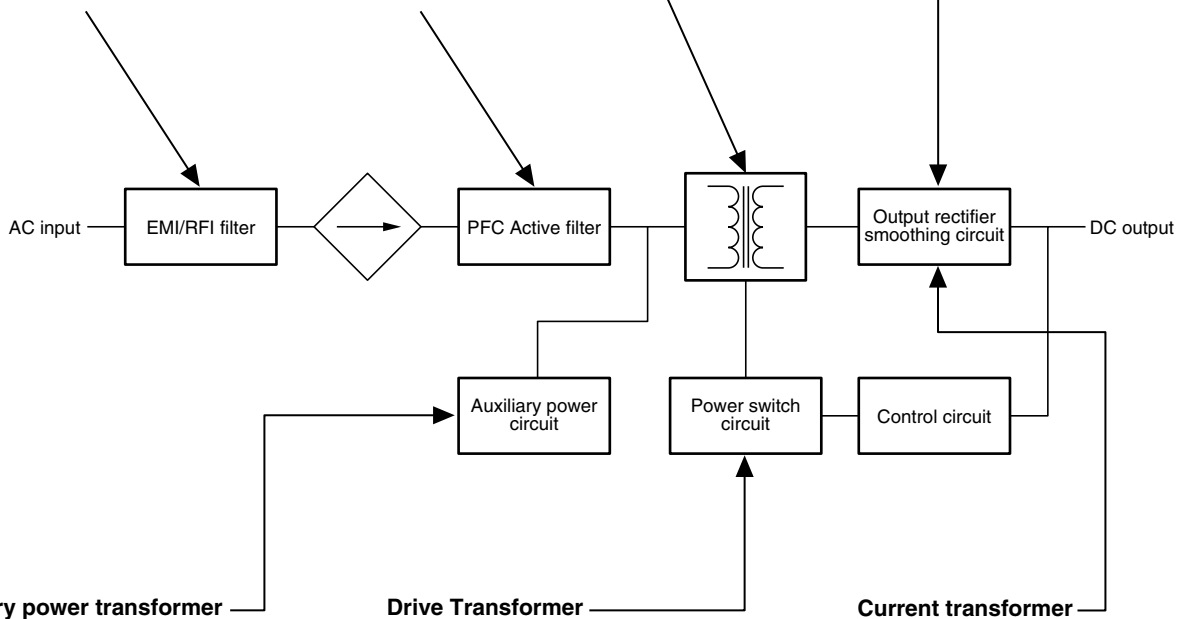 AC input
EMI/RFI filter
PFC Active filter
Output rectifier
smoothing circuit
DC output
Auxiliary power
circuit
Power switch
circuit
Control circuit
power transformer
Drive Transformer
Current transformer